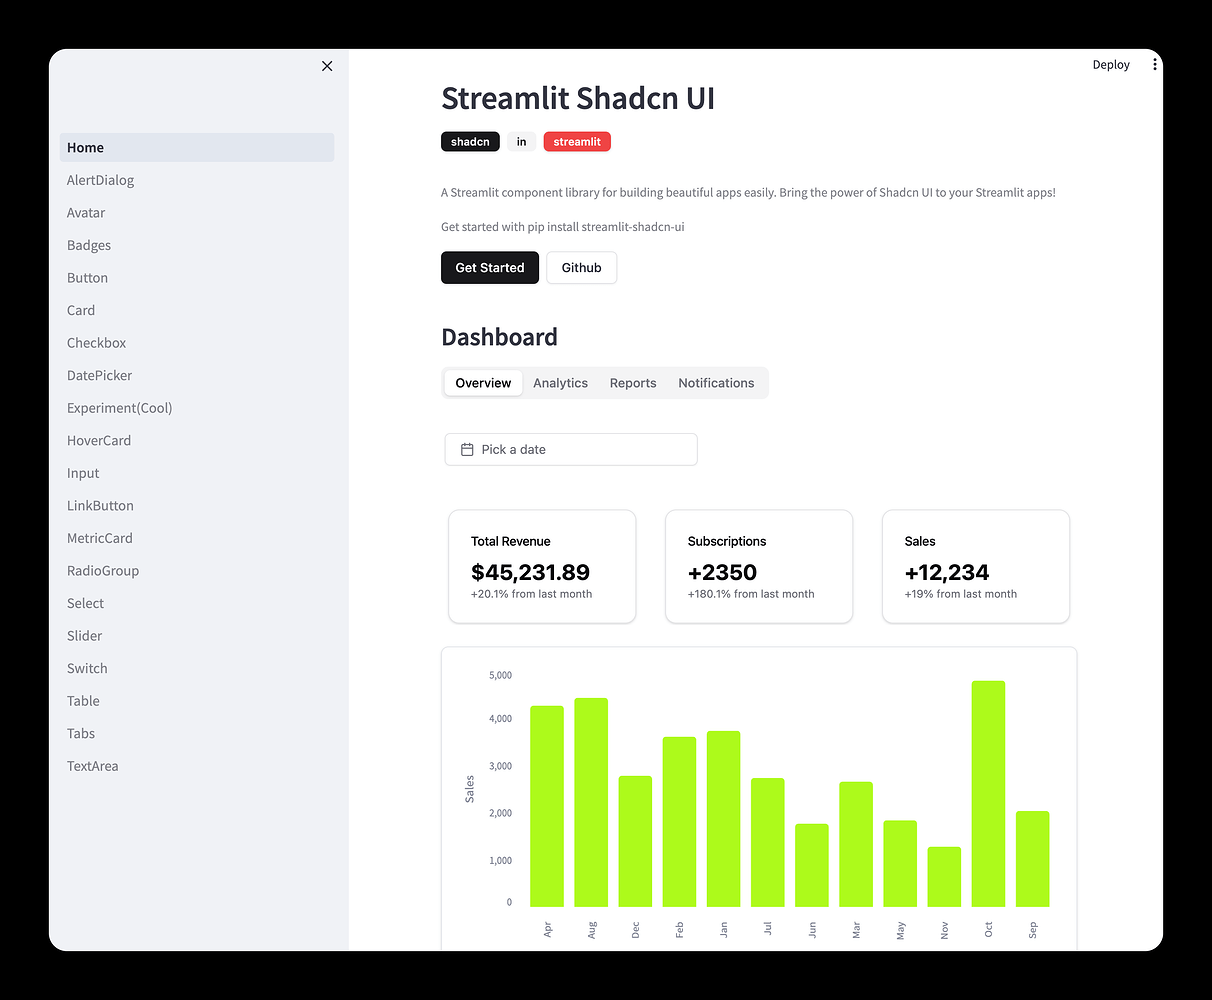 Deploy
Home
AlertDialog
Avatar
Badges
Button
Card
Checkbox
DatePicker
Experiment(Cool)
HoverCard
Input
LinkButton
MetricCard
RadioGroup
Select
Slider
Switch
Table
Tabs
TextArea
Streamlit Shadcn UI
shadcn in streamlit
A Streamlit component library for building beautiful apps easily. Bring the power of Shadcn UI to your Streamlit apps!
Get started with pip install streamlit-shadcn-ui
Get Started Github
Dashboard
Overview Analytics Reports Notifications
Pick a date
Total Revenue
$45,231.89
+20.1% from last month
Subscriptions
+2350
+180.1% from last month
Sales
+12,234
+19% from last month
Sales
5,000
4,000
3,000
2,000
1,000
0
Apr Aug Dec Feb Jan Jul Jun Mar May Nov Oct Sep